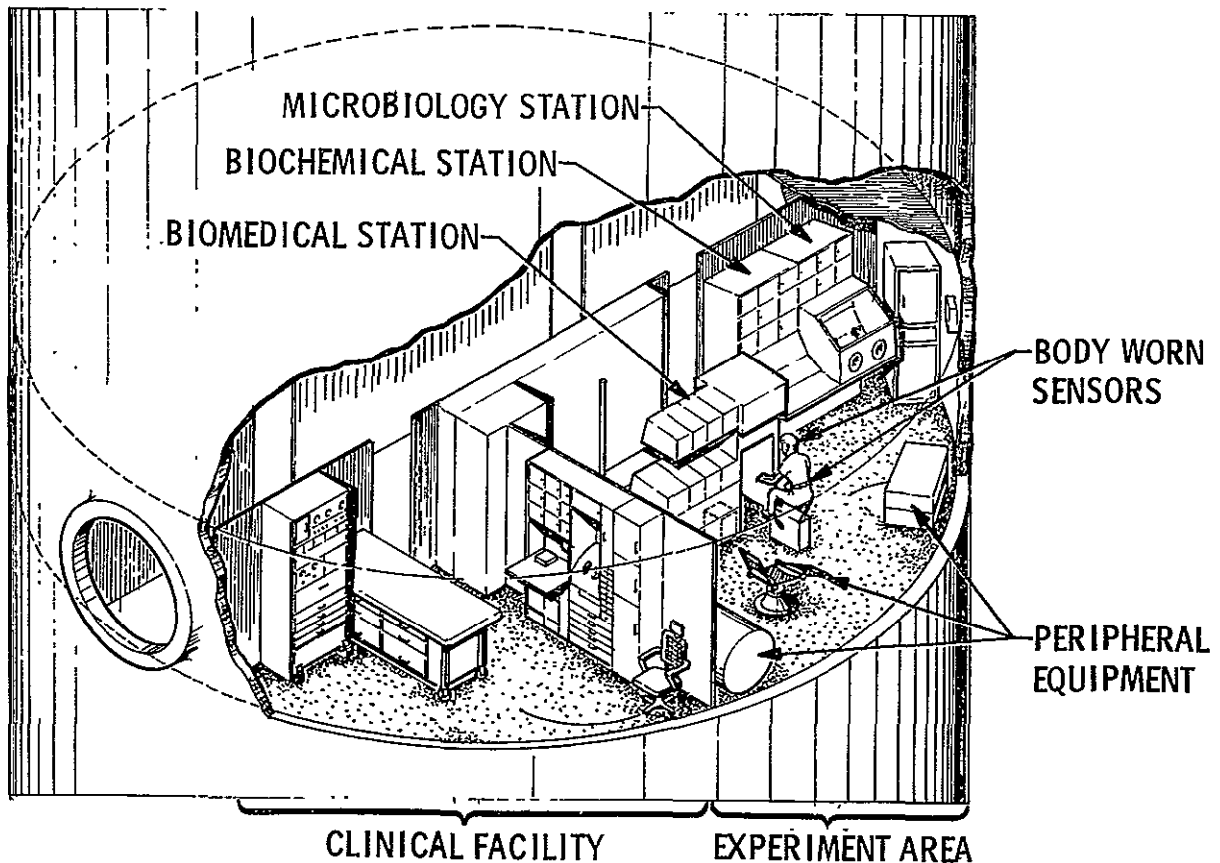 MICROBIOLOGY STATION
BIOCHEMICAL STATION
BIOMEDICAL STATION
BODY WORN
SENSORS
PERIPHERAL
EQUIPMENT
CLINICAL FACILITY
EXPERIMENT AREA